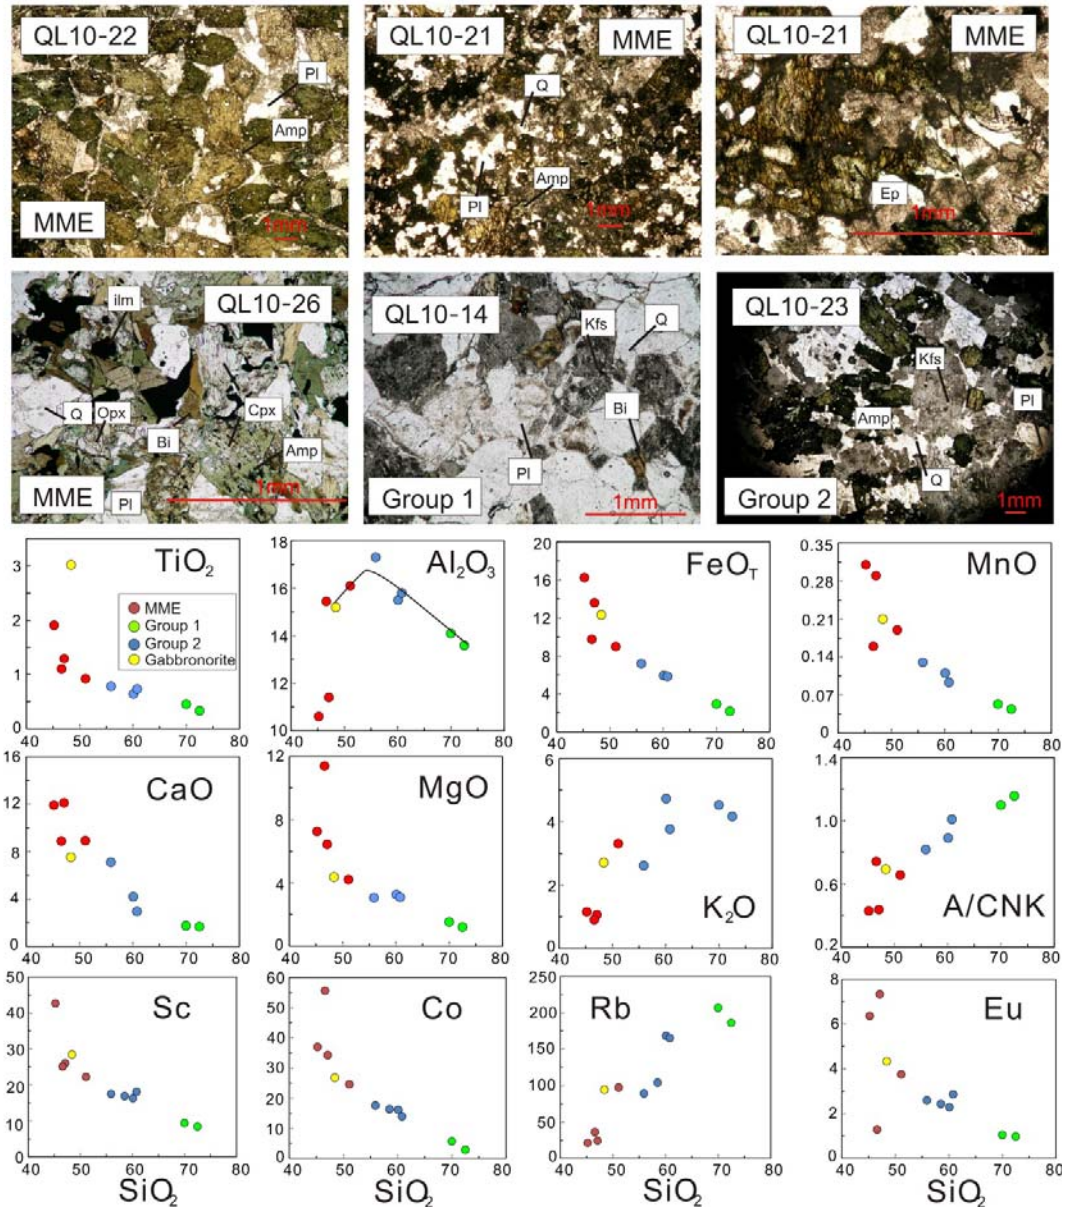 QL10-22
Pl
Amp
1mm
MME
QL10-21
MME
Q
Pl
Amp
1mm
QL10-21
MME
Ep
1mm
ilm
QL10-26
Q
Opx
Bi
Cpx
Amp
1mm
MME
Pl
QL10-14
Kfs
Q
Bi
Pl
Group 1
1mm
QL10-23
Kfs
Pl
Amp
Q
Group 2
1mm
TiO2
3
2
1
0
40 50 60 70 80
MME
Group 1
Group 2
Gabbronorite
Al2O3
18
16
14
12
10
40 50 60 70 80
FeOT
20
16
12
8
4
0
40 50 60 70 80
MnO
0.35
0.28
0.21
0.14
0.07
0
40 50 60 70 80
CaO
16
12
8
4
0
40 50 60 70 80
MgO
16
12
8
4
0
40 50 60 70 80
K2O
6
4
2
0
40 50 60 70 80
A/CNK
1.4
1.0
0.6
0.2
40 50 60 70 80
Sc
50
40
30
20
10
0
40 50 60 70 80
SiO2
Co
60
50
40
30
20
10
0
40 50 60 70 80
SiO2
Rb
250
200
150
100
50
25
0
40 50 60 70 80
SiO2
Eu
8
6
4
2
0
40 50 60 70 80
SiO2